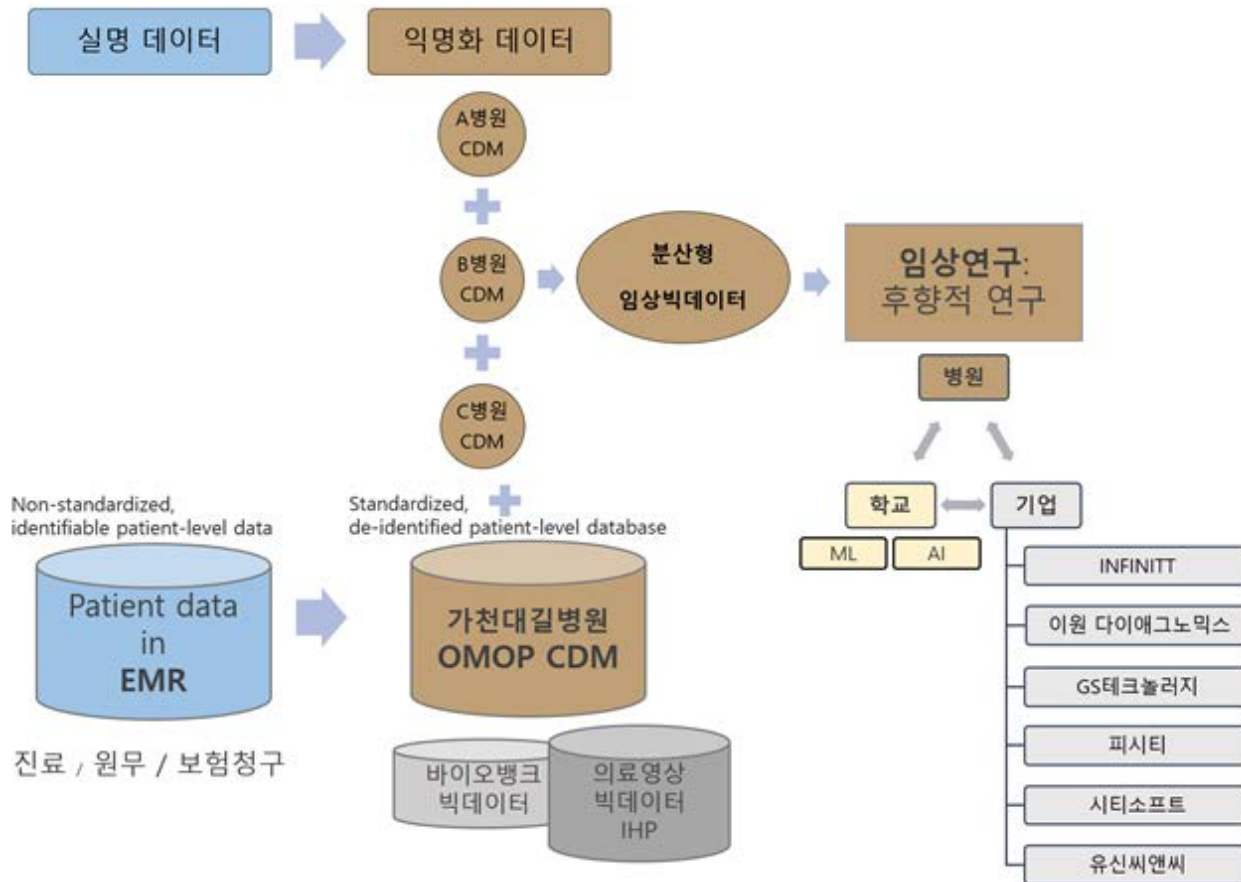 실명 데이터
익명화 데이터
A병원
CDM
B병원
CDM
분산형
임상빅데이터
임상연구:
후향적 연구
병원
C병원
CDM
학교
기업
ML
AI
Non-standardized,
identifiable patient-level data
Standardized,
de-identified patient-level database
Patient data
in
EMR
가천대길병원
OMOP CDM
진료 / 원무 / 보험청구
바이오뱅크
빅데이터
의료영상
빅데이터
IHP
INFINITT
이원 다이애그노믹스
GS테크놀러지
피시티
시티소프트
유신씨앤씨